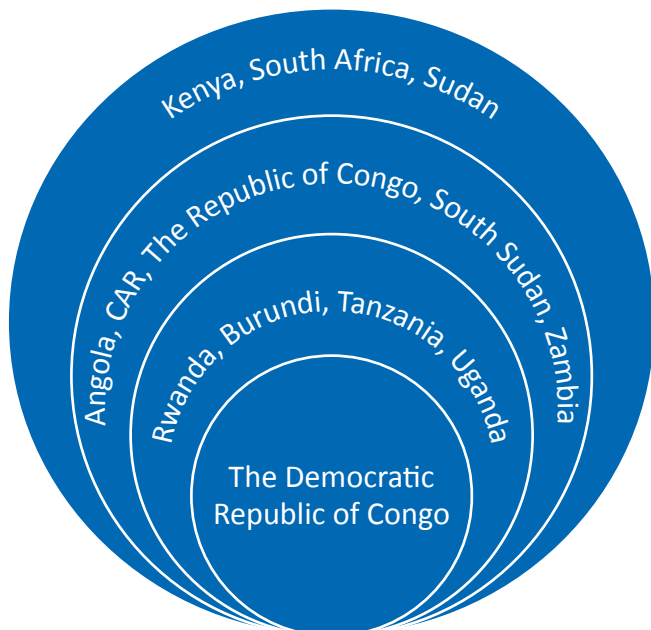 Kenya, South Africa, Sudan
Angola, CAR, The Republic of Congo, South Sudan, Zambia
Rwanda, Burundi, Tanzania, Uganda
The Democratic
Republic of Congo